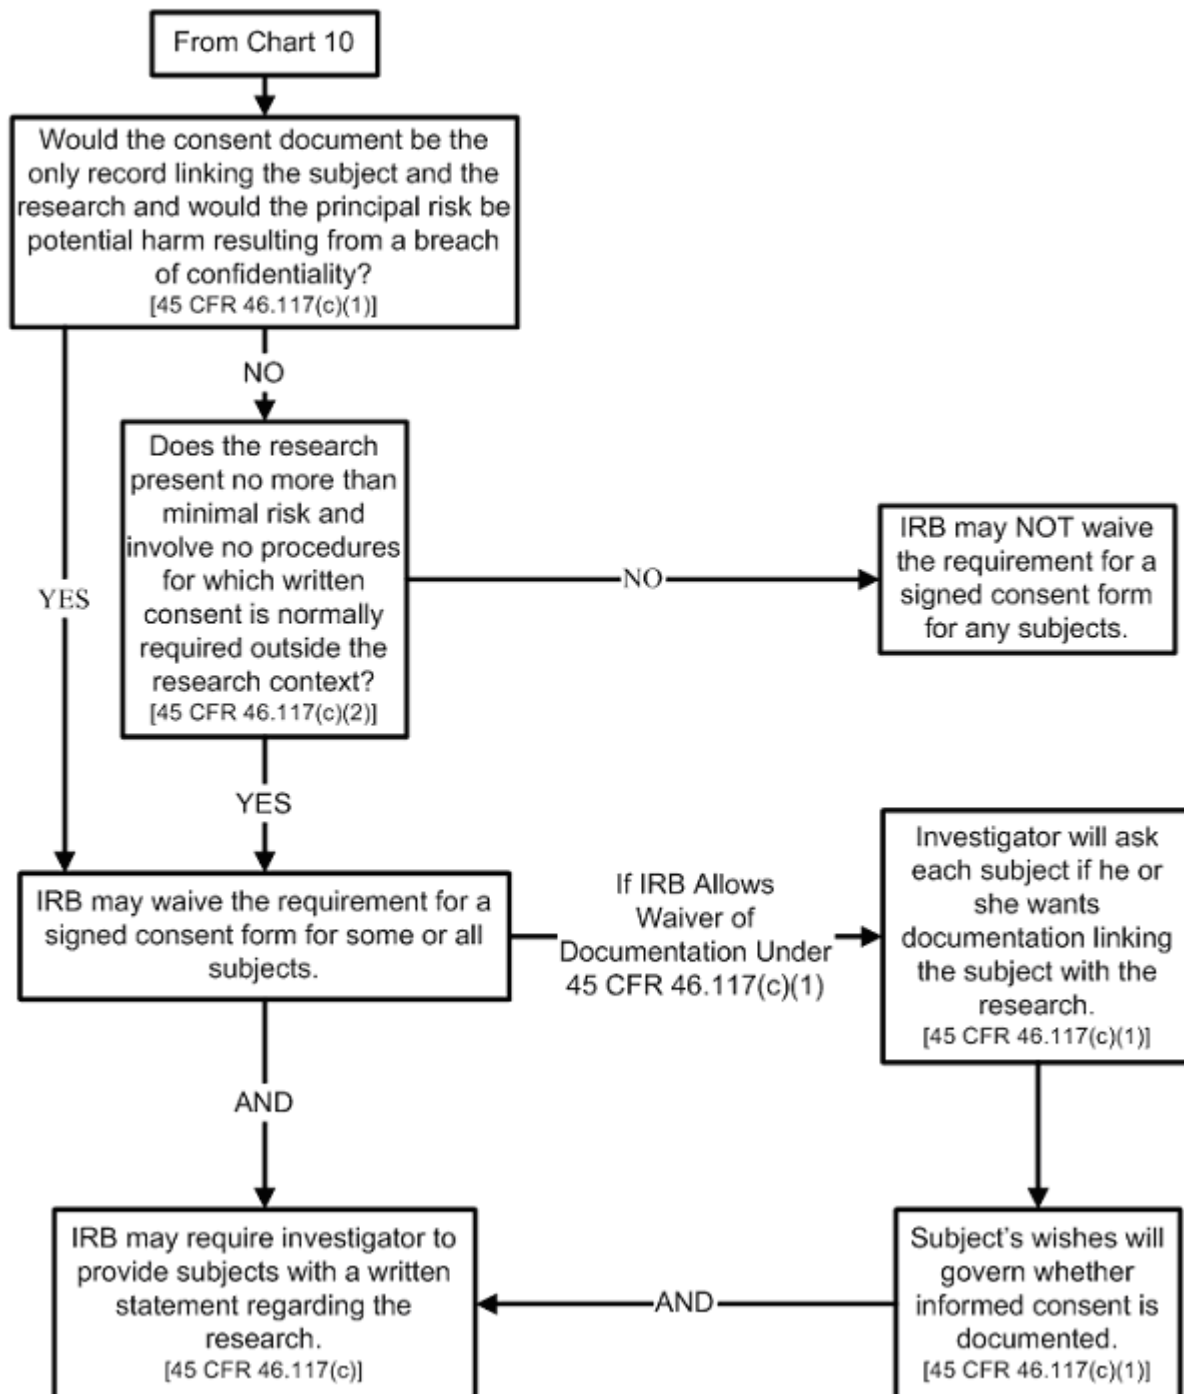 From Chart 10
Would the consent document be the
only record linking the subject and the
research and would the principal risk be
potential harm resulting from a breach
of confidentiality?
[45 CFR 46.117(c)(1)]
NO
YES
Does the research
present no more than
minimal risk and
involve no procedures
for which written
consent is normally
required outside the
research context?
[45 CFR 46.117(c)(2)]
NO
IRB may NOT waive
the requirement for a
signed consent form
for any subjects.
YES
IRB may waive the requirement for a
signed consent form for some or all
subjects.
If IRB Allows
Waiver of
Documentation Under
45 CFR 46.117(c)(1)
Investigator will ask
each subject if he or
she wants
documentation linking
the subject with the
research.
[45 CFR 46.117(c)(1)]
AND
IRB may require investigator to
provide subjects with a written
statement regarding the
research.
[45 CFR 46.117(c)]
AND
Subject's wishes will
govern whether
informed consent is
documented.
[45 CFR 46.117(c)(1)]